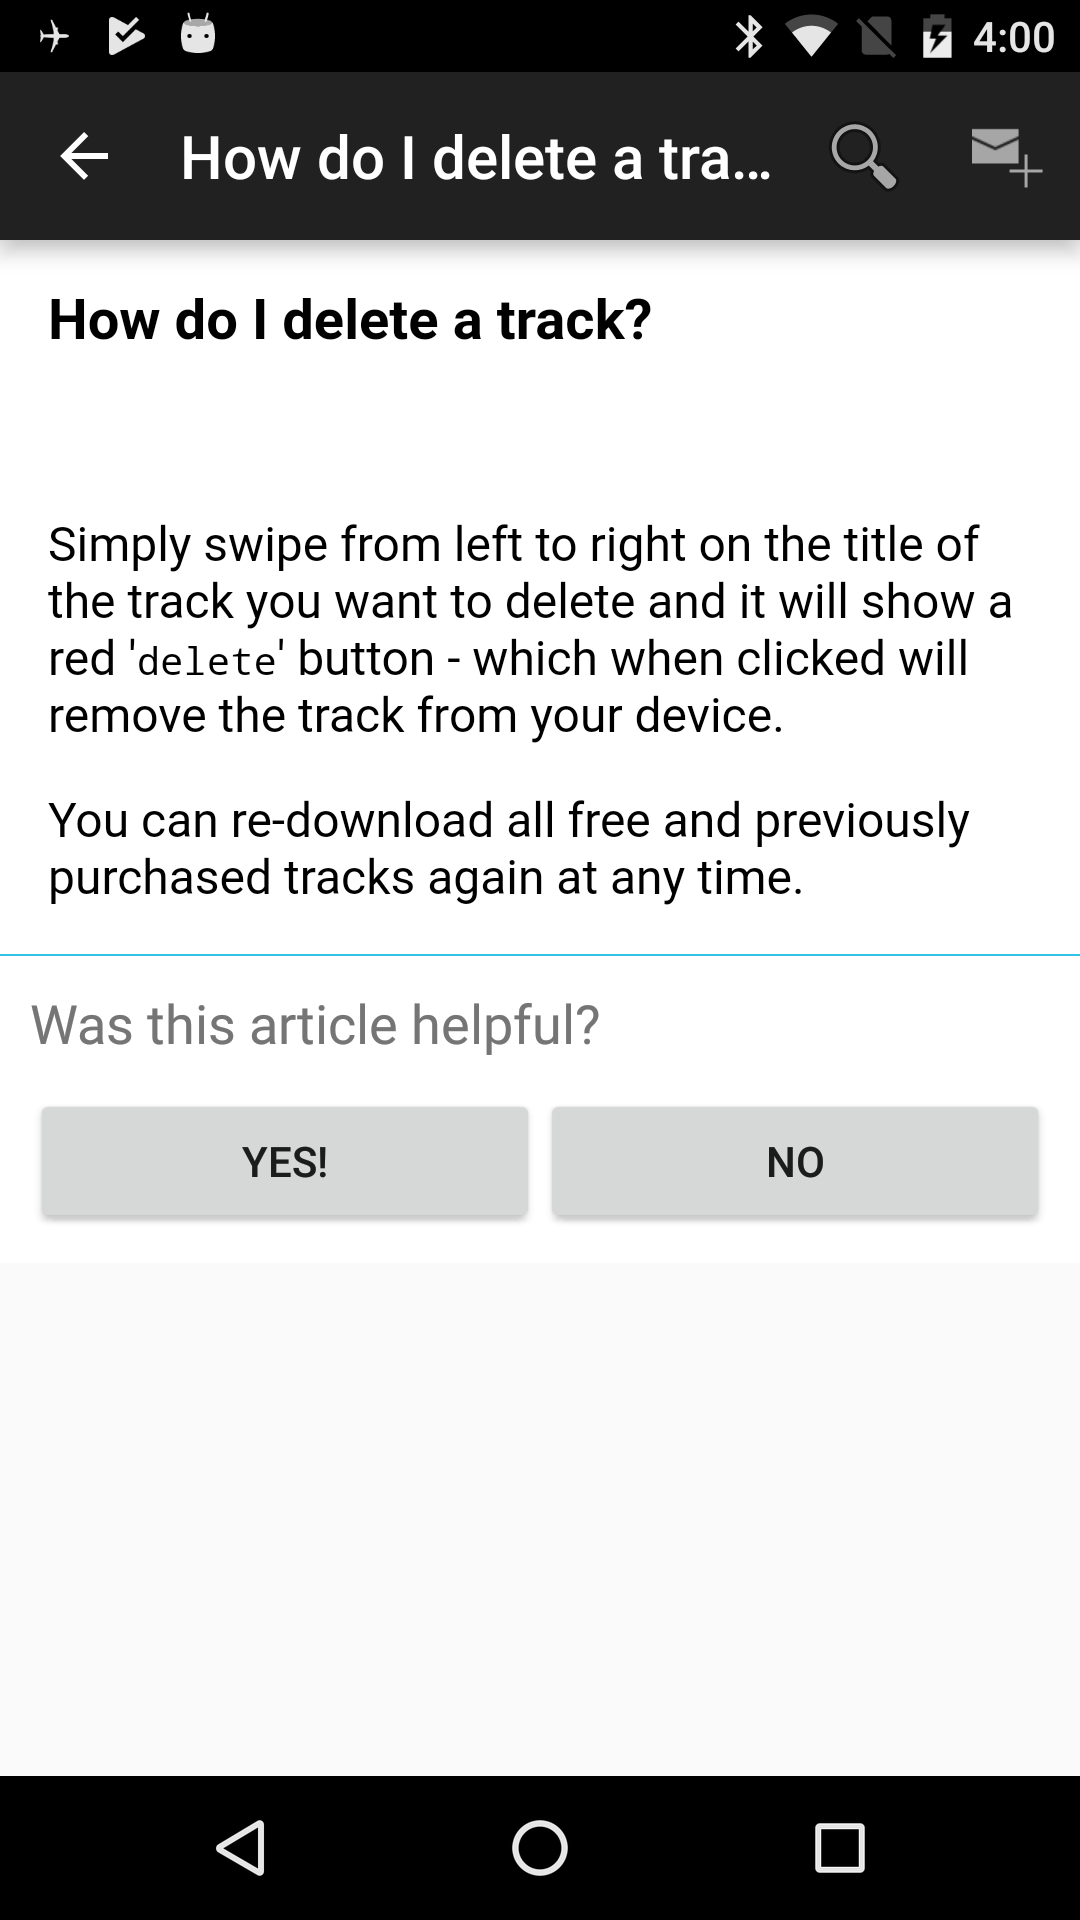 4:00
How do I delete a tra...
How do I delete a track?
Simply swipe from left to right on the title of
the track you want to delete and it will show a
red 'delete' button - which when clicked will
remove the track from your device.
You can re-download all free and previously
purchased tracks again at any time.
Was this article helpful?
YES!
NO